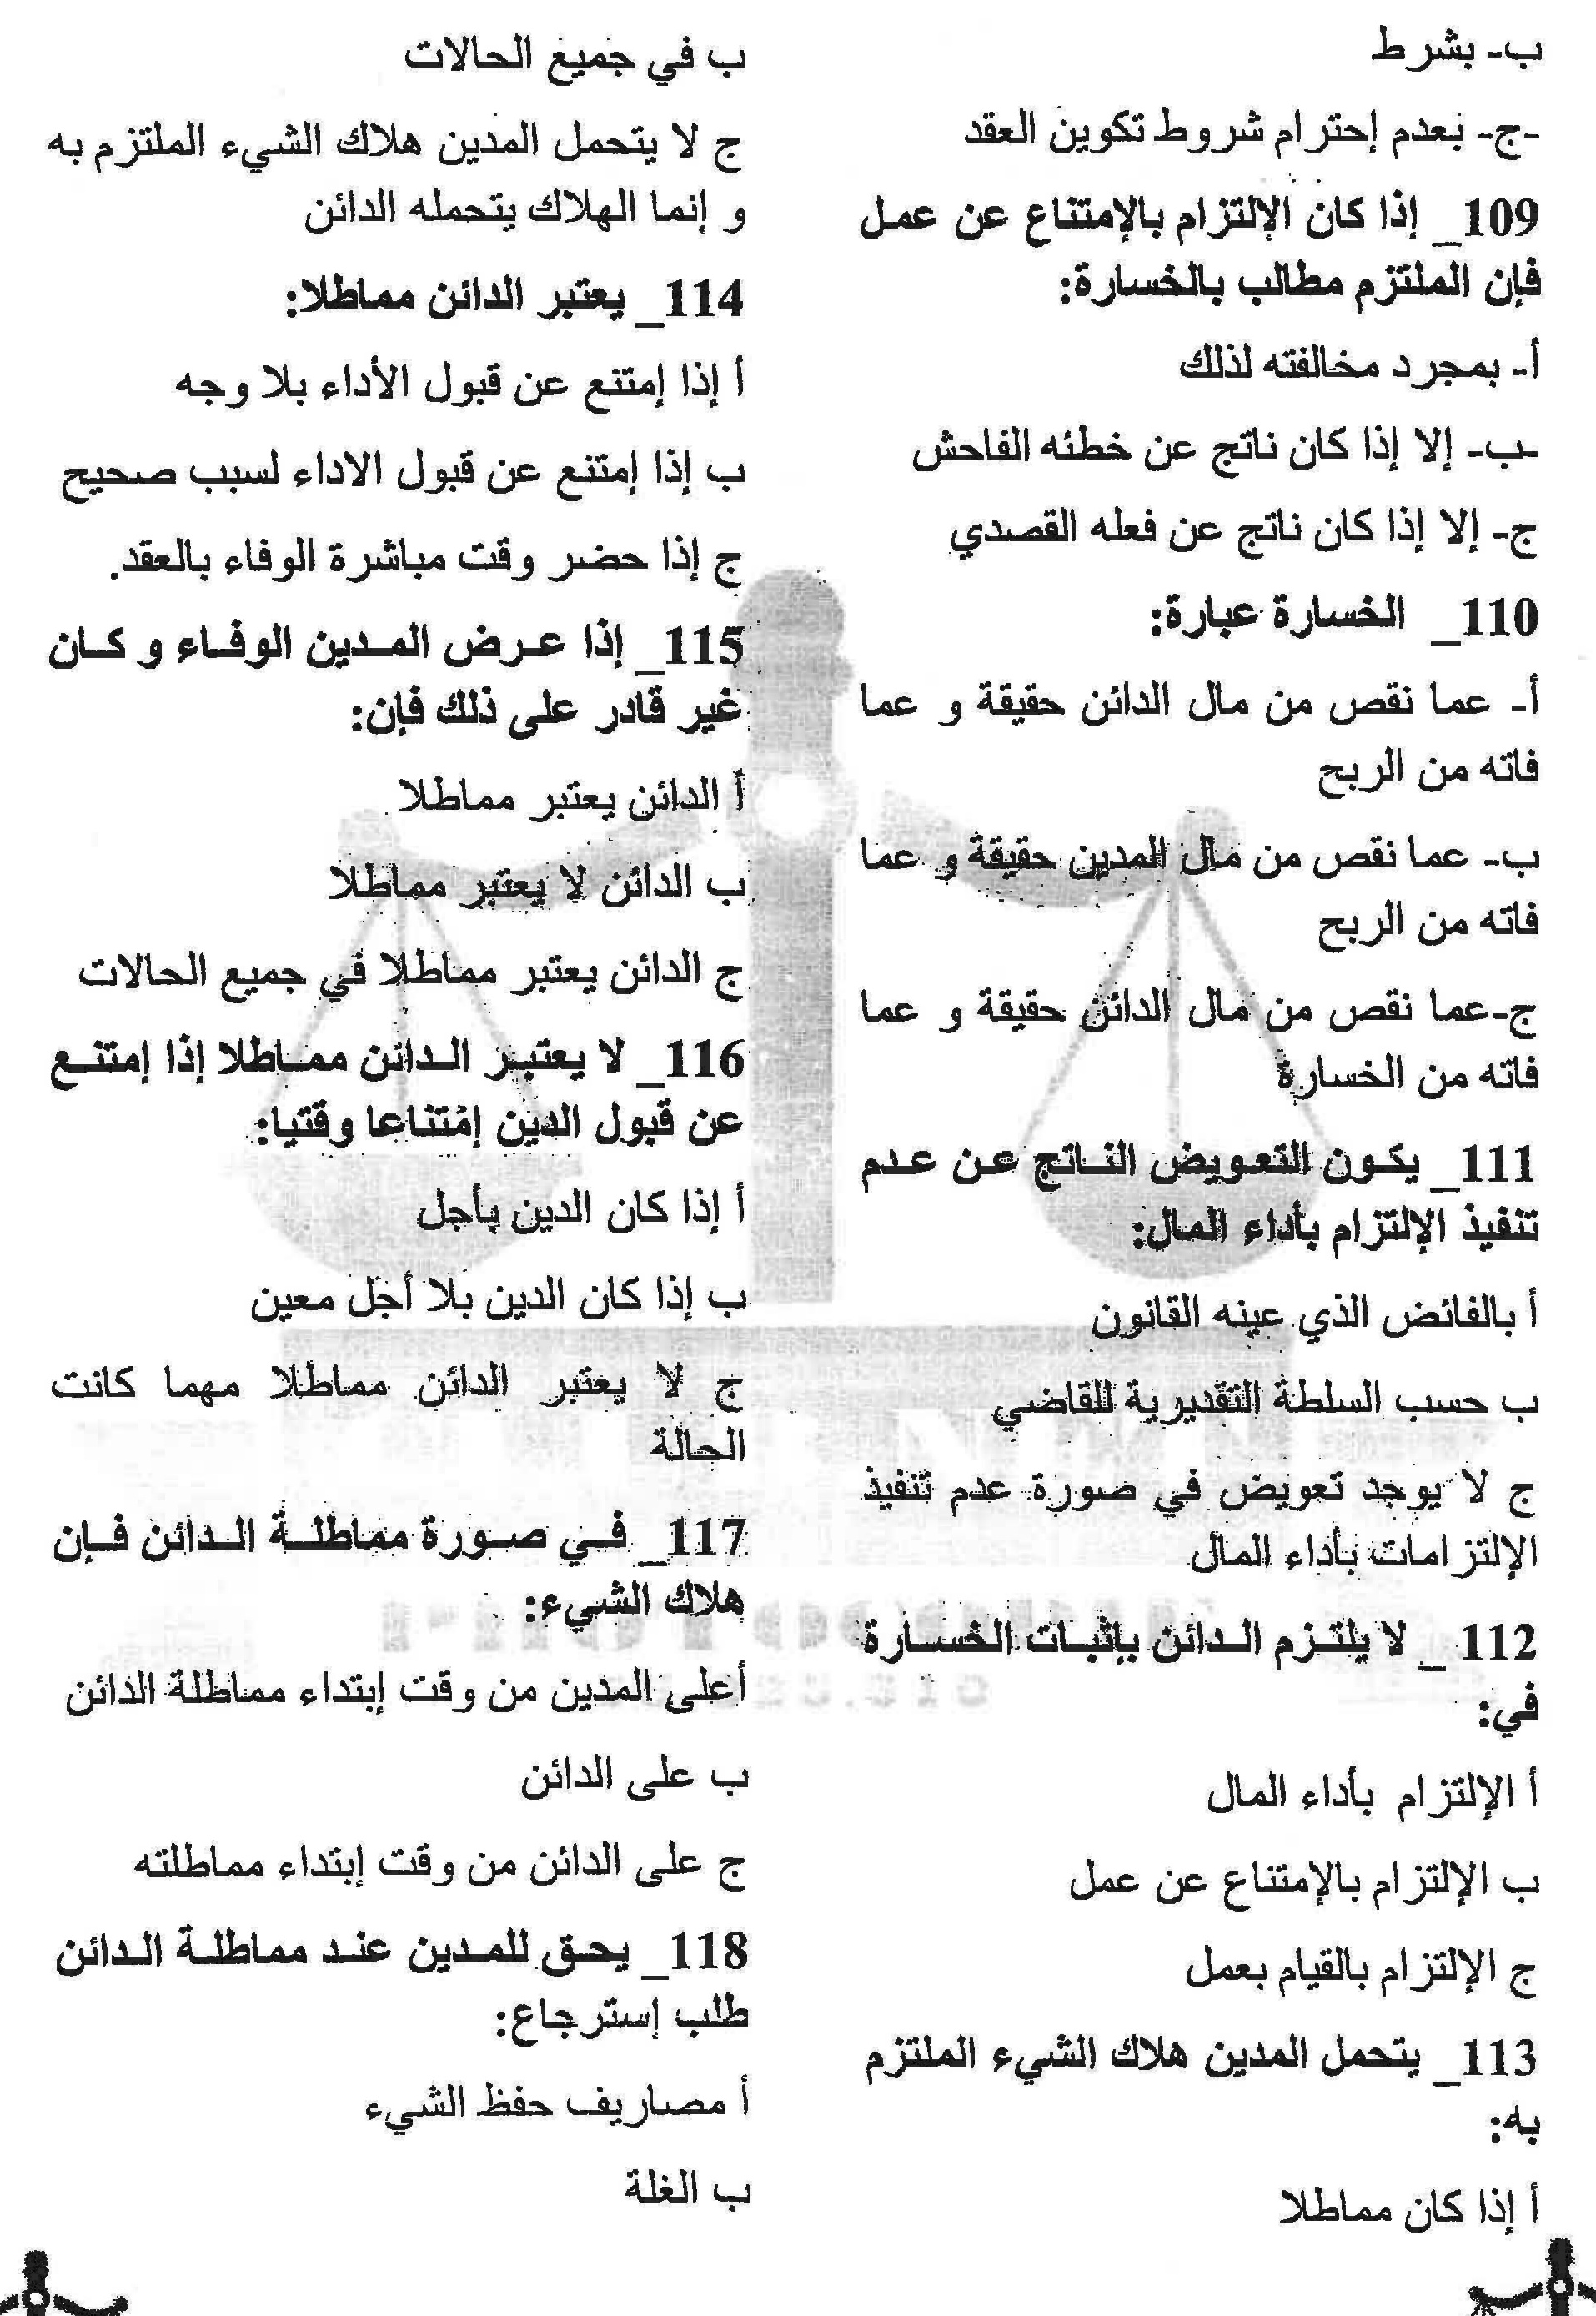 ب- بشرط
-ج- بعدم إحترام شروط تكوين العقد
109_ إذا كان الإلتزام بالإمتناع عن عمل
فإن الملتزم مطالب بالخسارة:
أ- بمجرد مخالفته لذلك
-ب- إلا إذا كان ناتج عن خطئه الفاحش
ج- إلا إذا كان ناتج عن فعله القصدي
110_ الخسارة عبارة:
أ- عما نقص من مال الدائن حقيقة و عما
فاته من الربح
ب- عما نقص من مال المدين حقيقة و عما
فاته من الربح
ج-عما نقص من مال الدائن حقيقة و عما
فاته من الخسارة
111_ يكون التعويض الناتج عن عدم
تنفيذ الإلتزام بأداء المال:
أ بالفائض الذي عينه القانون
ب حسب السلطة التقديرية للقاضي
ج لا يوجد تعويض في صورة عدم تنفيذ
الإلتزامات بأداء المال
112 _ لا يلتزم الدائن بإثبات الخسارة
في:
أ الإلتزام بأداء المال
ب الإلتزام بالإمتناع عن عمل
ج الإلتزام بالقيام بعمل
113_ يتحمل المدين هلاك الشيء الملتزم
به:
أ إذا كان مماطلا
ب في جميع الحالات
ج لا يتحمل المدين هلاك الشيء الملتزم به
و إنما الهلاك يتحمله الدائن
114_ يعتبر الدائن مماطلا:
أ إذا إمتنع عن قبول الأداء بلا وجه
ب إذا إمتنع عن قبول الاداء لسبب صحيح
ج إذا حضر وقت مباشرة الوفاء بالعقد.
115_ إذا عرض المدين الوفاء و كان
غير قادر على ذلك فإن:
أ الدائن يعتبر مماطلا
ب الدائن لا يعتبر مماطلا
ج الدائن يعتبر مماطلا في جميع الحالات
116_ لا يعتبر الدائن مماطلا إذا إمتنع
عن قبول الدين إمتناعا وقتيا:
أ إذا كان الدين بأجل
ب إذا كان الدين بلا أجل معين
ج لا يعتبر الدائن مماطلا مهما كانت
الحالة
117_ في صورة مماطلة الدائن فإن
هلاك الشيء:
أعلى المدين من وقت إبتداء مماطلة الدائن
ب على الدائن
ج على الدائن من وقت إبتداء مماطلته
118_ يحق للمدين عند مماطلة الدائن
طلب إسترجاع:
أ مصاريف حفظ الشيء
ب الغلة